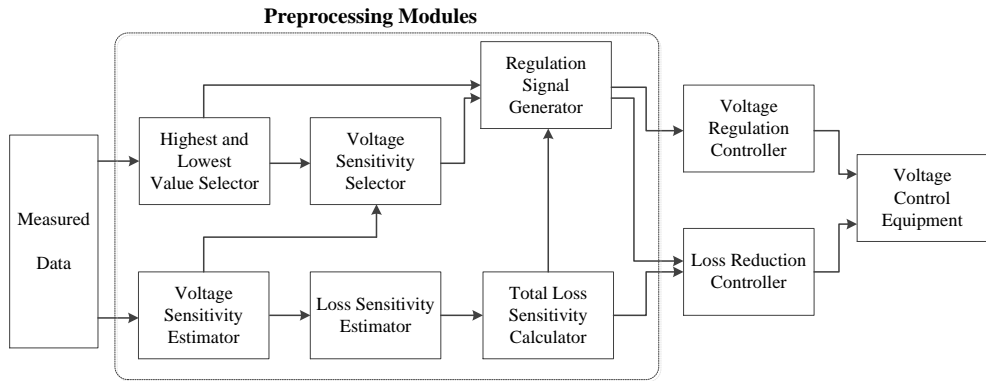 Preprocessing Modules
Measured
Data
Highest and
Lowest
Value Selector
Voltage
Sensitivity
Selector
Regulation
Signal
Generator
Voltage
Sensitivity
Estimator
Loss Sensitivity
Estimator
Total Loss
Sensitivity
Calculator
Voltage
Regulation
Controller
Loss Reduction
Controller
Voltage
Control
Equipment